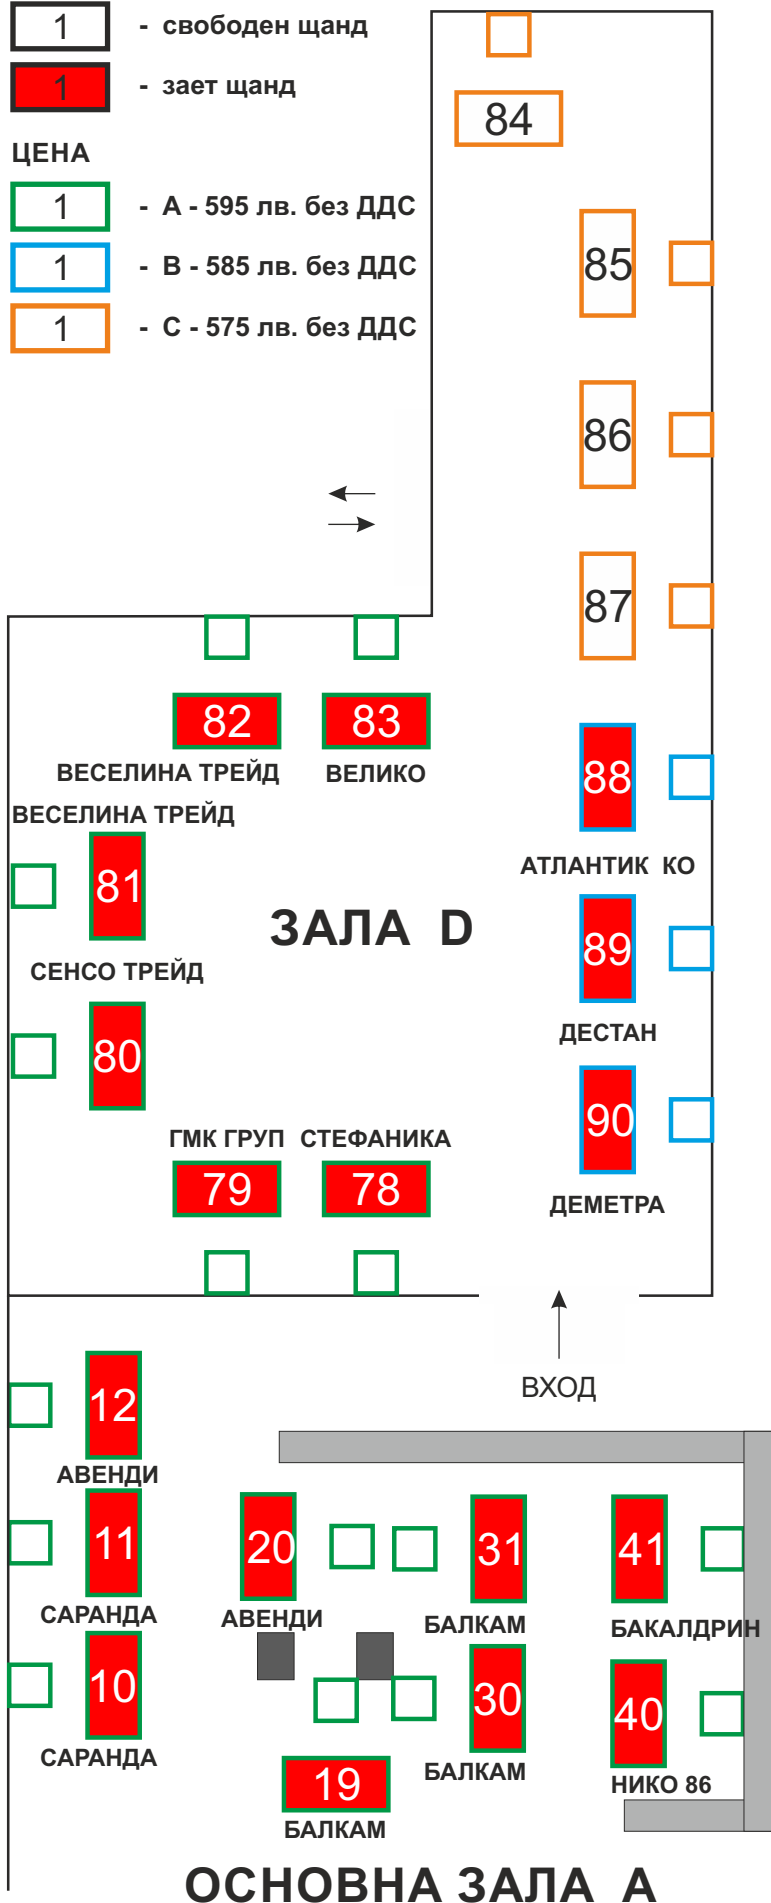 1 - свободен щанд
1 - зает щанд
ЦЕНА
1 - А - 595 лв. без ДДС
1 - В - 585 лв. без ДДС
1 - С - 575 лв. без ДДС
84
85
86
87
82
83
ВЕСЕЛИНА ТРЕЙД
ВЕЛИКО
88
ВЕСЕЛИНА ТРЕЙД
81
АТЛАНТИК КО
ЗАЛА D
89
СЕНСО ТРЕЙД
80
ДЕСТАН
90
ГМК ГРУП
СТЕФАНИКА
79
78
ДЕМЕТРА
ВХОД
12
АВЕНДИ
11
20
31
41
САРАНДА
АВЕНДИ
БАЛКАМ
БАКАЛДРИН
10
30
40
САРАНДА
19
БАЛКАМ
НИКО 86
БАЛКАМ
ОСНОВНА ЗАЛА А